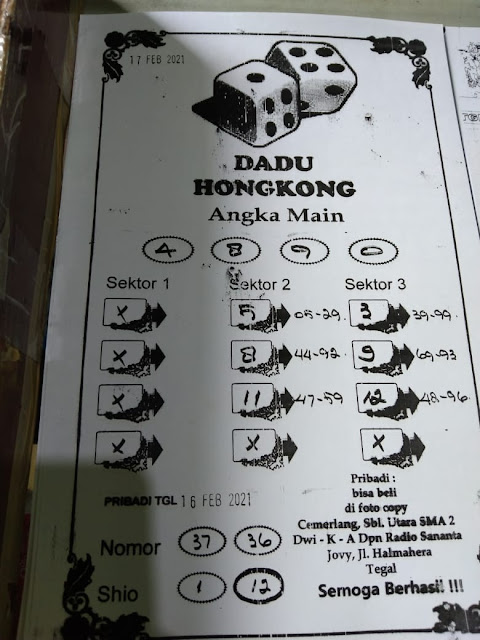 17 FEB 2021
DADU
HONGKONG
Angka Main
4 8 9 0
Sektor 1 Sektor 2 Sektor 3
X 5 05-29. 3 39-99.
X 8 44-92. 9 69-93
X 11 47-59 12 48-96.
X X X
PRIBADI TGL 16 FEB 2021
Nomor 37 36
Shio 1 12
Pribadi :
bisa beli
di foto copy
Cemerlang, Sbl. Utara SMA 2
Dwi - K - A Dpn Radio Sananta
Jovy, Jl. Halmahera
Tegal
Semoga Berhasil !!!